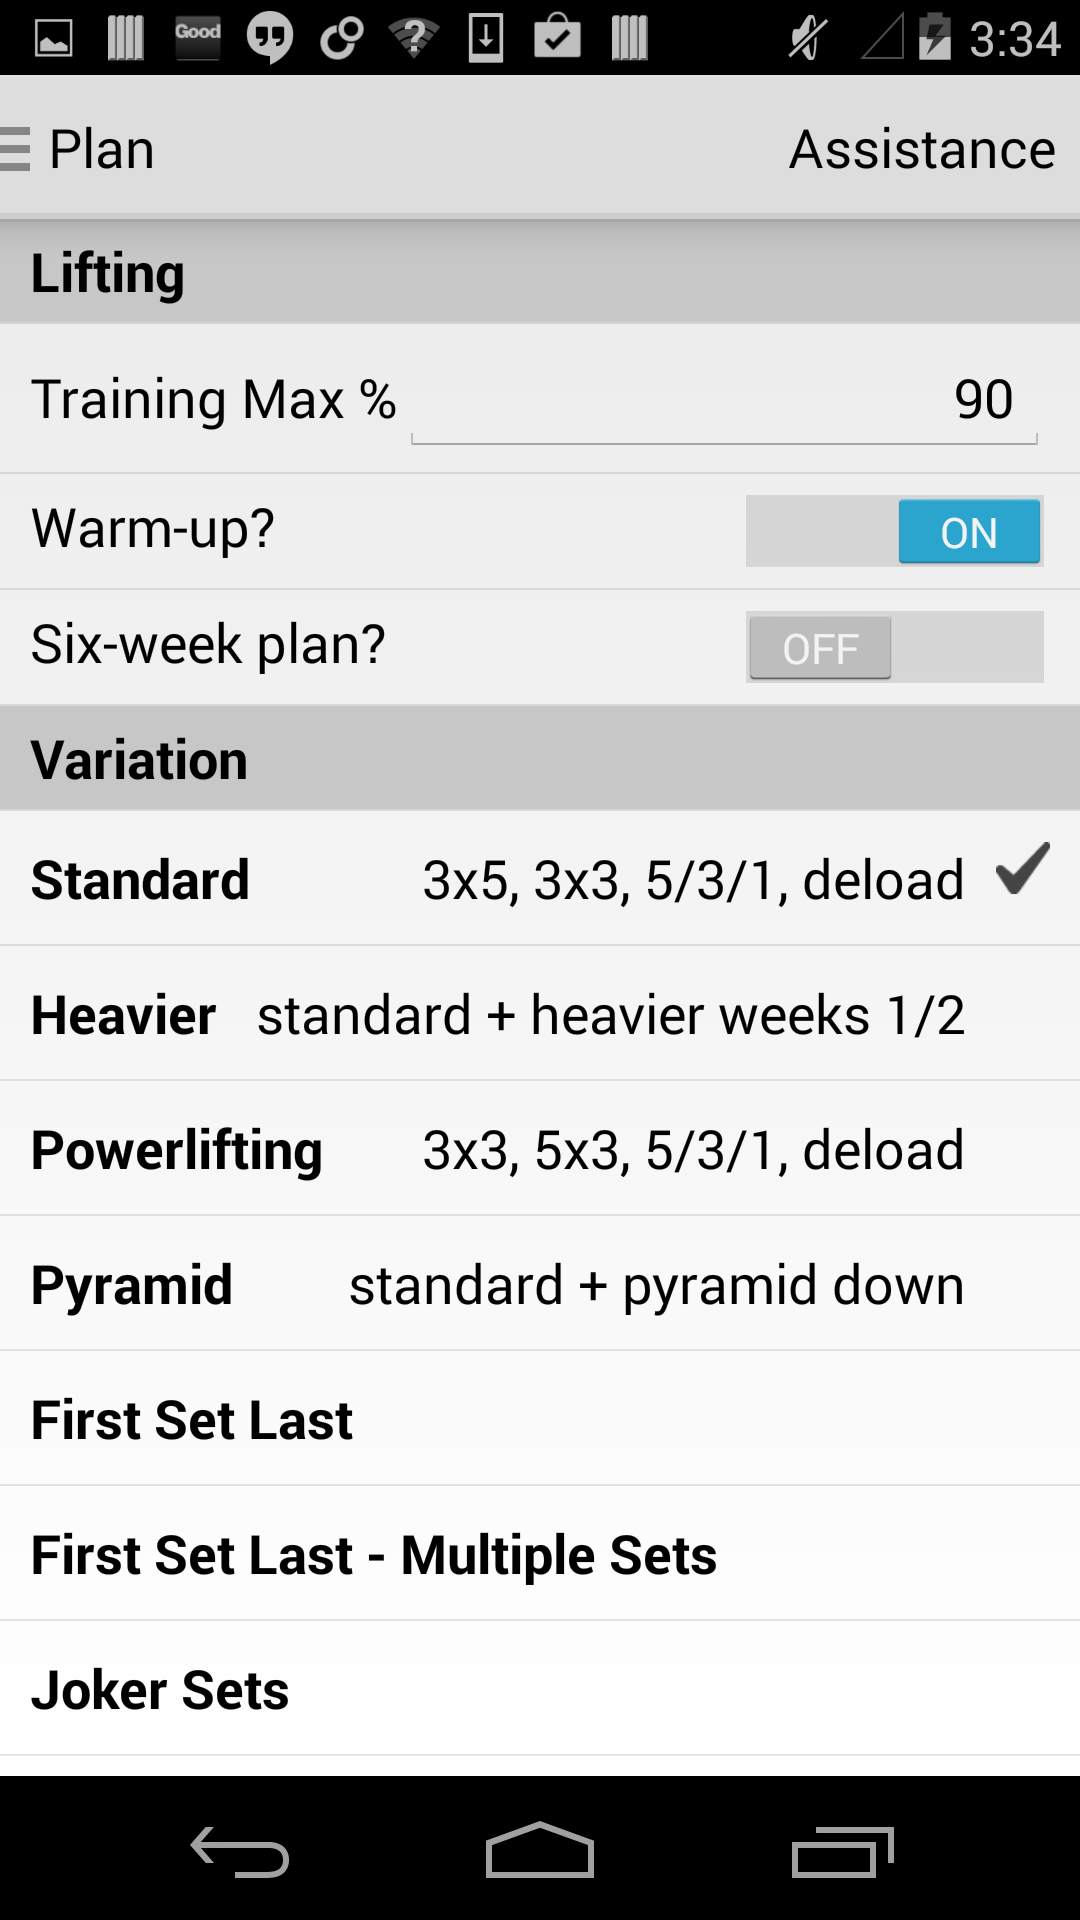 Good 3:34
Plan Assistance
Lifting
Training Max % 90
Warm-up? ON
Six-week plan? OFF
Variation
Standard 3x5, 3x3, 5/3/1, deload
Heavier standard + heavier weeks 1/2
Powerlifting 3x3, 5x3, 5/3/1, deload
Pyramid standard + pyramid down
First Set Last
First Set Last - Multiple Sets
Joker Sets